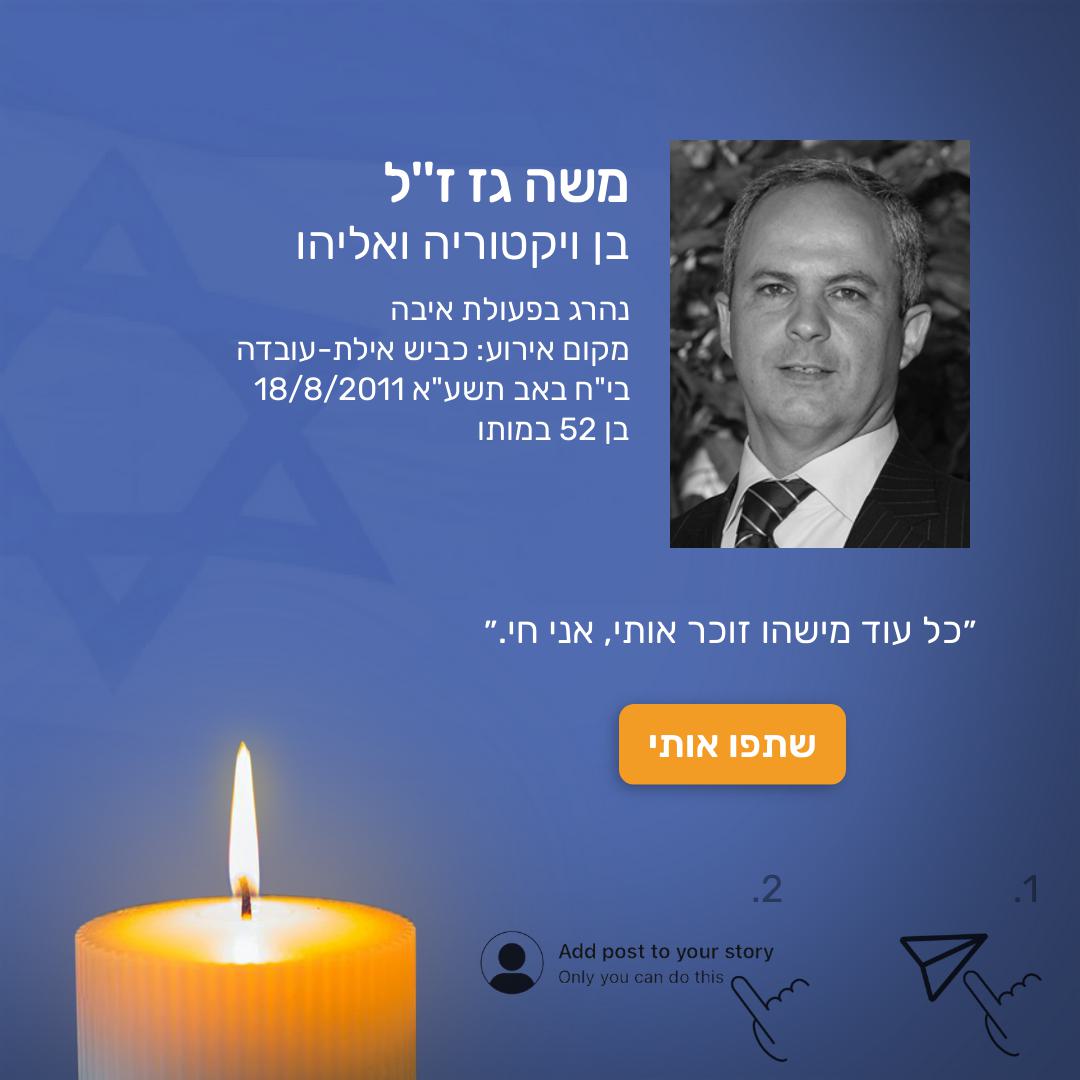 משה גז ז"ל
בן ויקטוריה ואליהו
נהרג בפעולת איבה
מקום אירוע: כביש אילת-עובדה
בי"ח באב תשע"א 18/8/2011
בן 52 במותו
״כל עוד מישהו זוכר אותי, אני חי.״
שתפו אותי
1.
2.
Add post to your story
Only you can do this